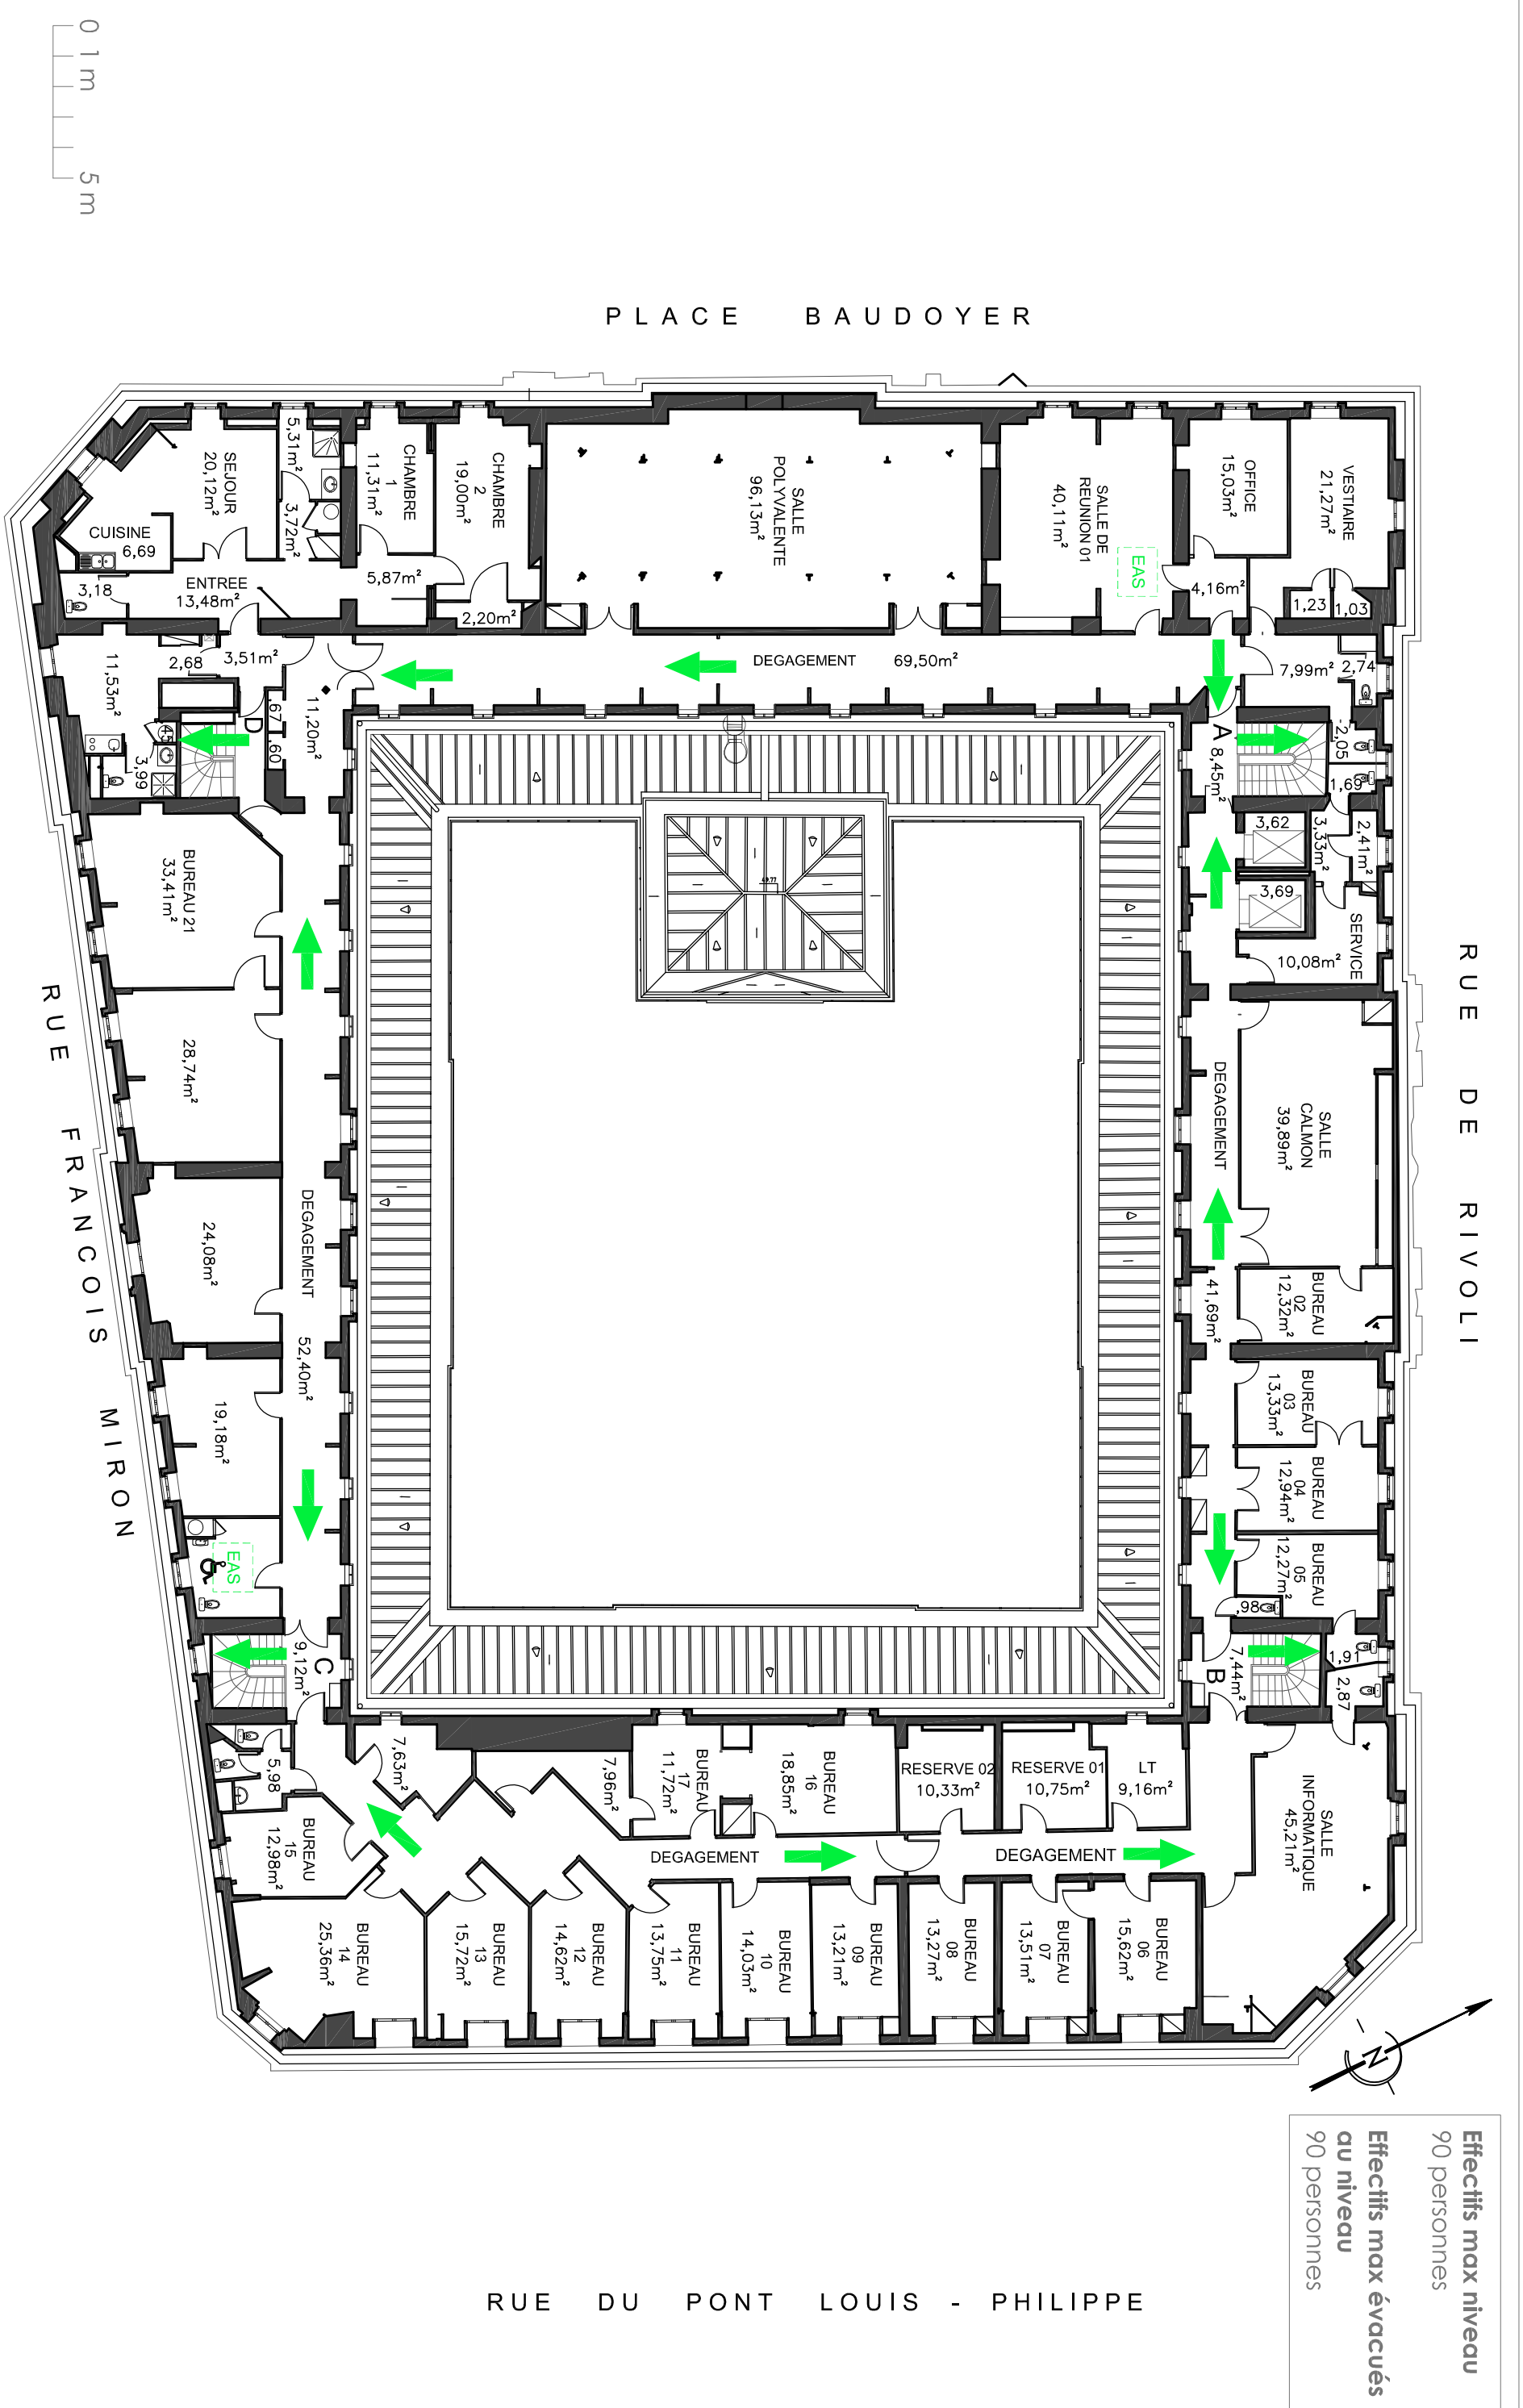 0 1 m 5 m
PLACE BAUDOYER
SEJOUR
20,12m²
5,31m²
3,72m²
CUISINE
6,69
3,18
ENTREE
13,48m²
CHAMBRE
1
11,31m²
CHAMBRE
2
19,00m²
5,87m²
2,20m²
SALLE
POLYVALENTE
96,13m²
SALLE DE
REUNION 01
40,11m²
EAS
OFFICE
15,03m²
VESTIAIRE
21,27m²
4,16m²
1,23
1,03
11,53m²
2,68
3,51m²
D
,67
,60
11,20m²
3,99
DEGAGEMENT 69,50m²
7,99m²
2,74
A
8,45m²
2,05
1,69
3,62
3,33m²
2,41m²
3,69
SERVICE
10,08m²
49.77
BUREAU 21
33,41m²
28,74m²
24,08m²
19,18m²
EAS
DEGAGEMENT
52,40m²
C
9,12m²
RUE FRANCOIS MIRON
RUE DE RIVOLI
DEGAGEMENT
41,69m²
SALLE
CALMON
39,89m²
BUREAU
02
12,32m²
BUREAU
03
13,33m²
BUREAU
04
12,94m²
BUREAU
05
12,27m²
,98
B
7,44m²
1,91
2,87
5,98
7,63m²
7,96m²
BUREAU
17
11,72m²
BUREAU
16
18,85m²
RESERVE 02
10,33m²
RESERVE 01
10,75m²
LT
9,16m²
SALLE
INFORMATIQUE
45,21m²
BUREAU
15
12,98m²
DEGAGEMENT
DEGAGEMENT
BUREAU
14
25,36m²
BUREAU
13
15,72m²
BUREAU
12
14,62m²
BUREAU
11
13,75m²
BUREAU
10
14,03m²
BUREAU
09
13,21m²
BUREAU
08
13,27m²
BUREAU
07
13,51m²
BUREAU
06
15,62m²
N
Effectifs max niveau
90 personnes
Effectifs max évacués
au niveau
90 personnes
RUE DU PONT LOUIS - PHILIPPE